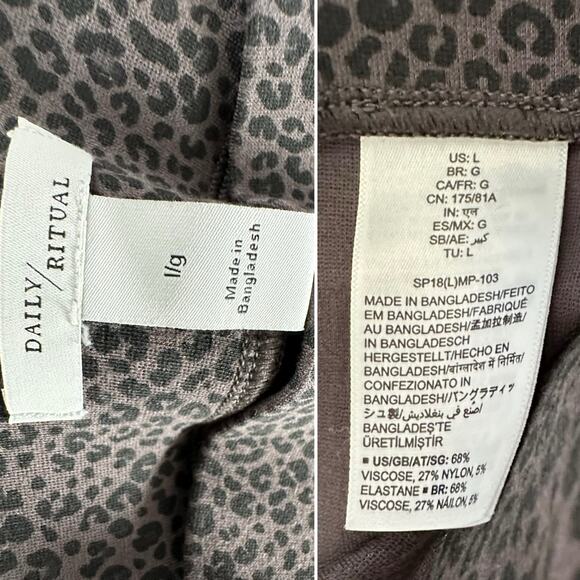 DAILY/RITUAL
l/g
Made in
Bangladesh
US: L
BR: G
CA/FR: G
CN: 175/81A
IN: एल
ES/MX: G
SB/AE: كبير
TU: L
SP18(L)MP-103
MADE IN BANGLADESH/FEITO
EM BANGLADESH/FABRIQUÉ
AU BANGLADESH/孟加拉制造/
IN BANGLADESCH
HERGESTELLT/HECHO EN
BANGLADESH/बांग्लादेश में निर्मित/
CONFEZIONATO IN
BANGLADESH/バングラディッ
シュ製/صنع في بنغلاديش/
BANGLADEŞ'TE
ÜRETİLMİŞTİR
■ US/GB/AT/SG: 68%
VISCOSE, 27% NYLON, 5%
ELASTANE ■ BR: 68%
VISCOSE, 27% NÁILON, 5%